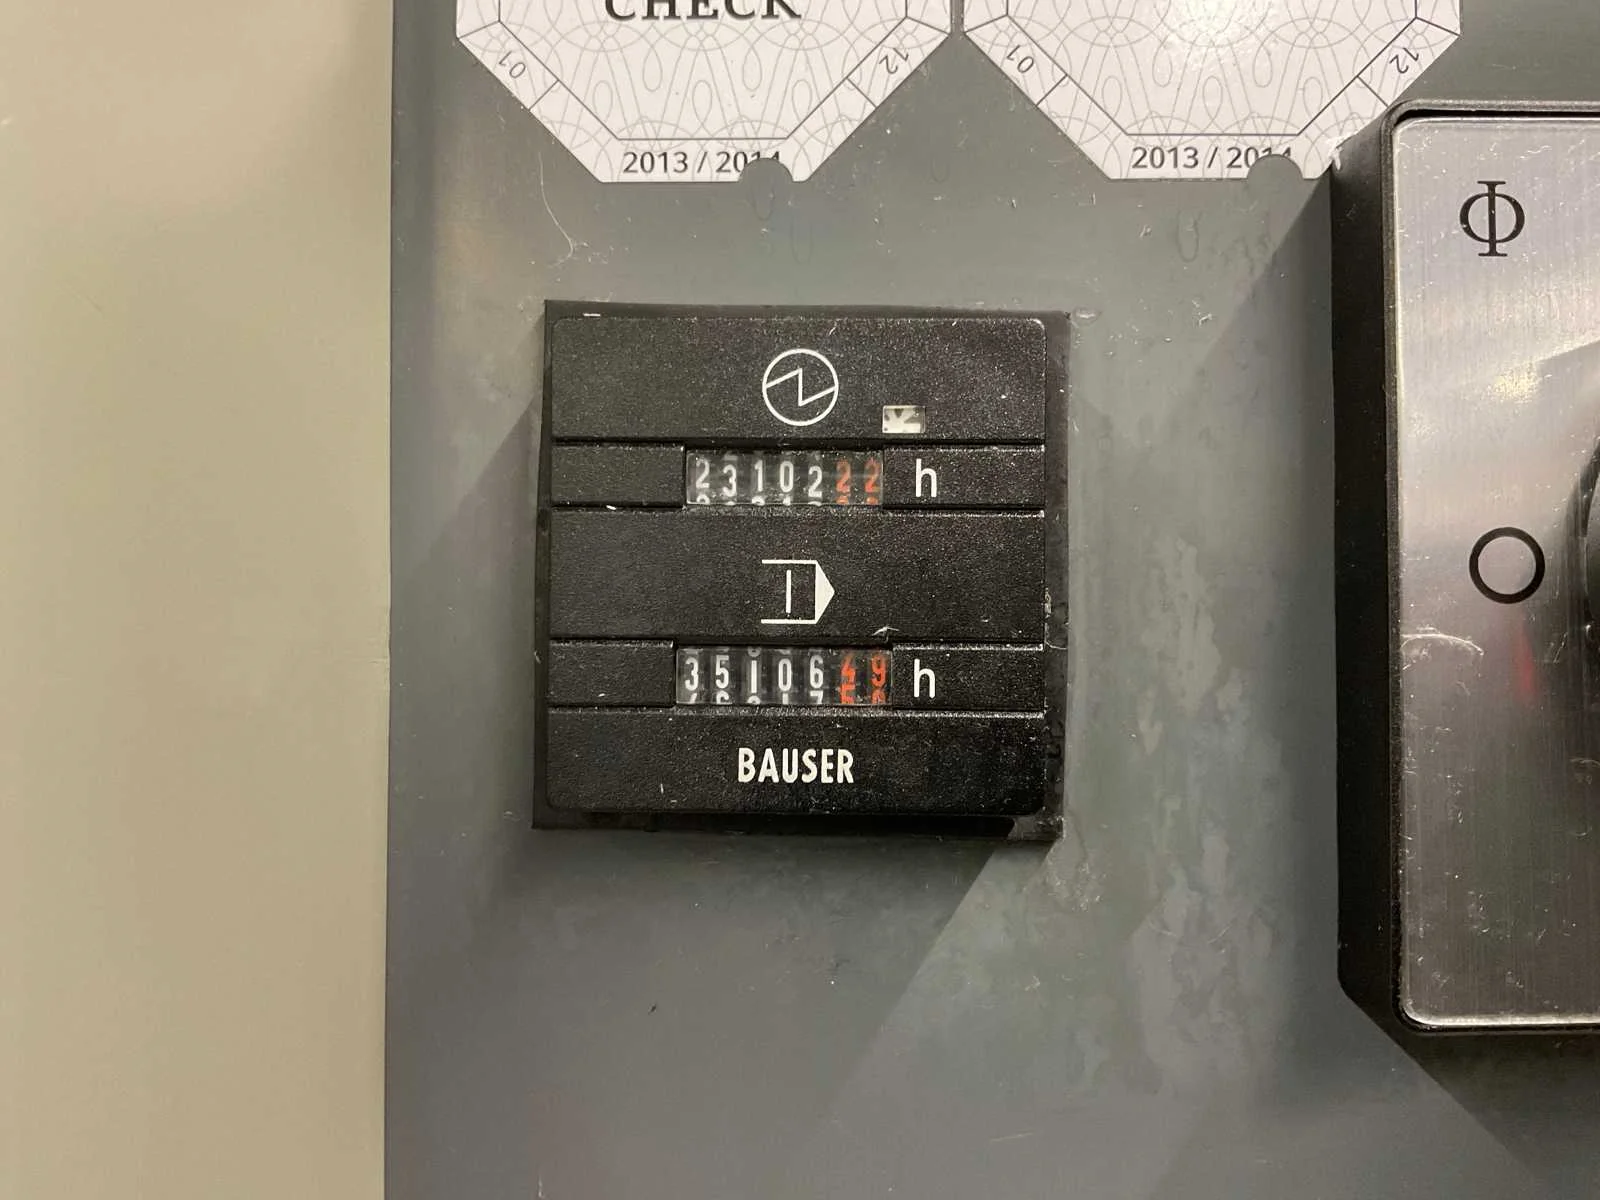 CHECK
01 12 01 12
2013 / 2014 2013 / 2014
Φ
2310222 h
O
3510649 h
BAUSER